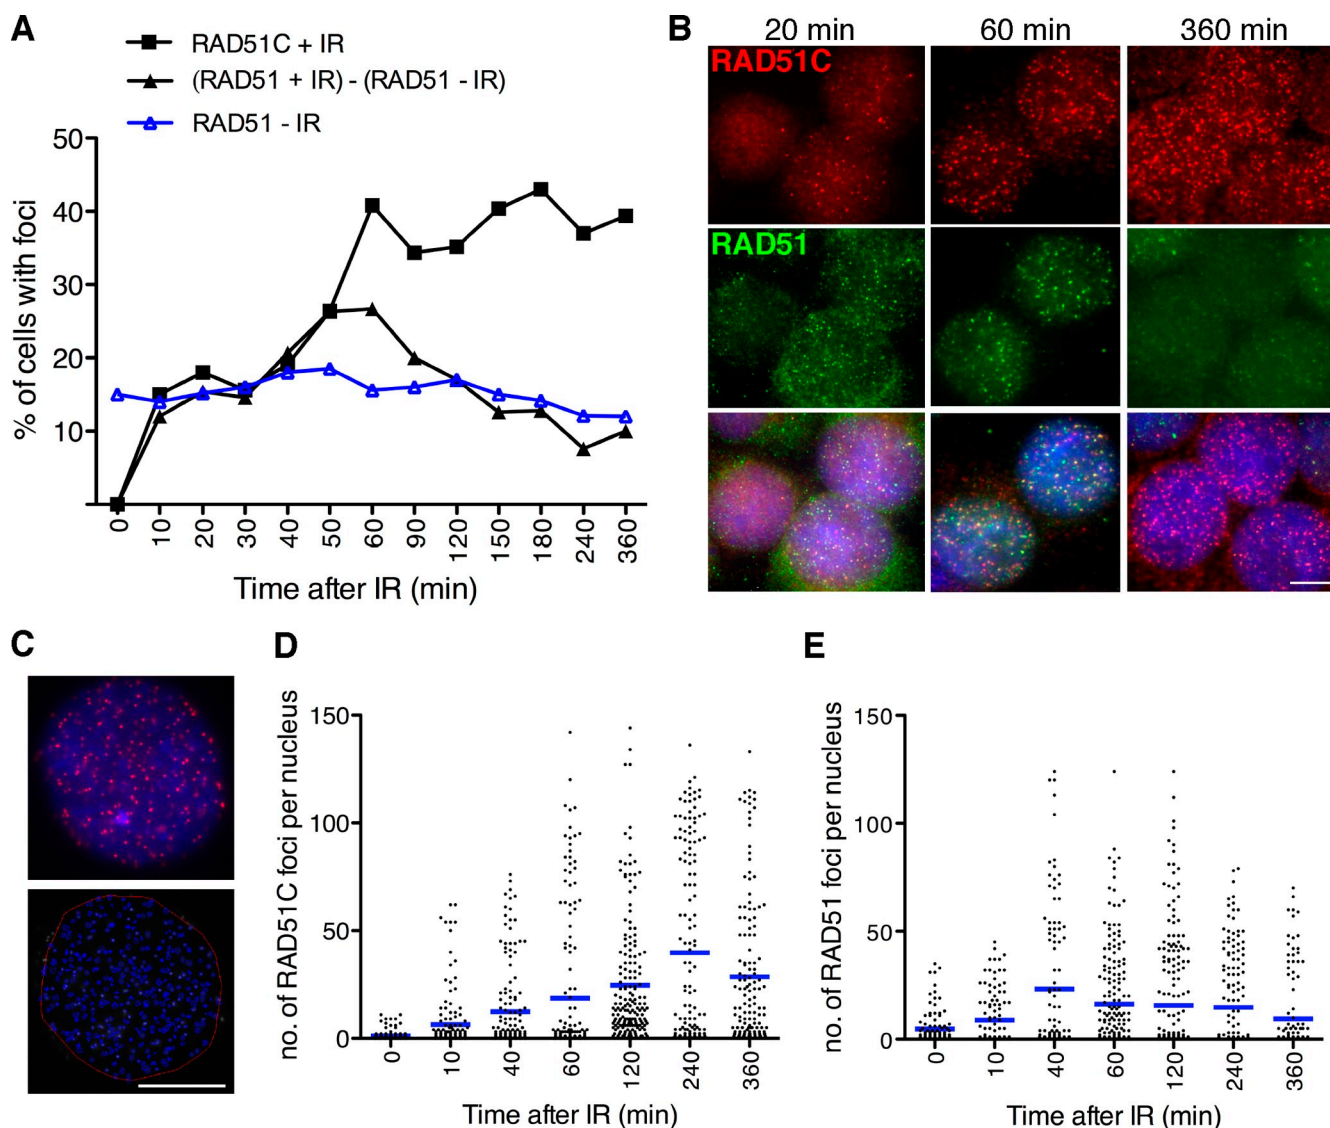 A
RAD51C + IR
(RAD51 + IR) - (RAD51 - IR)
RAD51 - IR
% of cells with foci
50
40
30
20
10
0 10 20 30 40 50 60 90 120 150 180 240 360
Time after IR (min)
B
20 min 60 min 360 min
RAD51C
RAD51
C
D
no. of RAD51C foci per nucleus
150
100
50
0
0 10 40 60 120 240 360
Time after IR (min)
E
no. of RAD51 foci per nucleus
150
100
50
0
0 10 40 60 120 240 360
Time after IR (min)